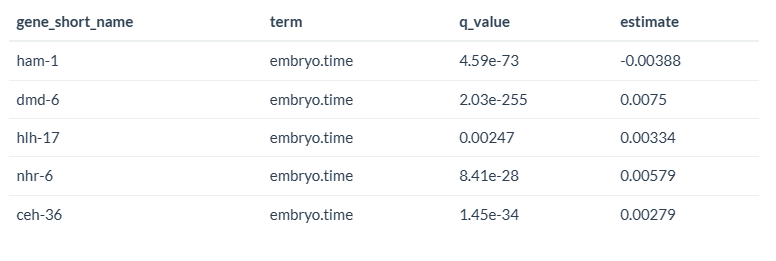 gene_short_name term q_value estimate
ham-1 embryo.time 4.59e-73 -0.00388
dmd-6 embryo.time 2.03e-255 0.0075
hlh-17 embryo.time 0.00247 0.00334
nhr-6 embryo.time 8.41e-28 0.00579
ceh-36 embryo.time 1.45e-34 0.00279